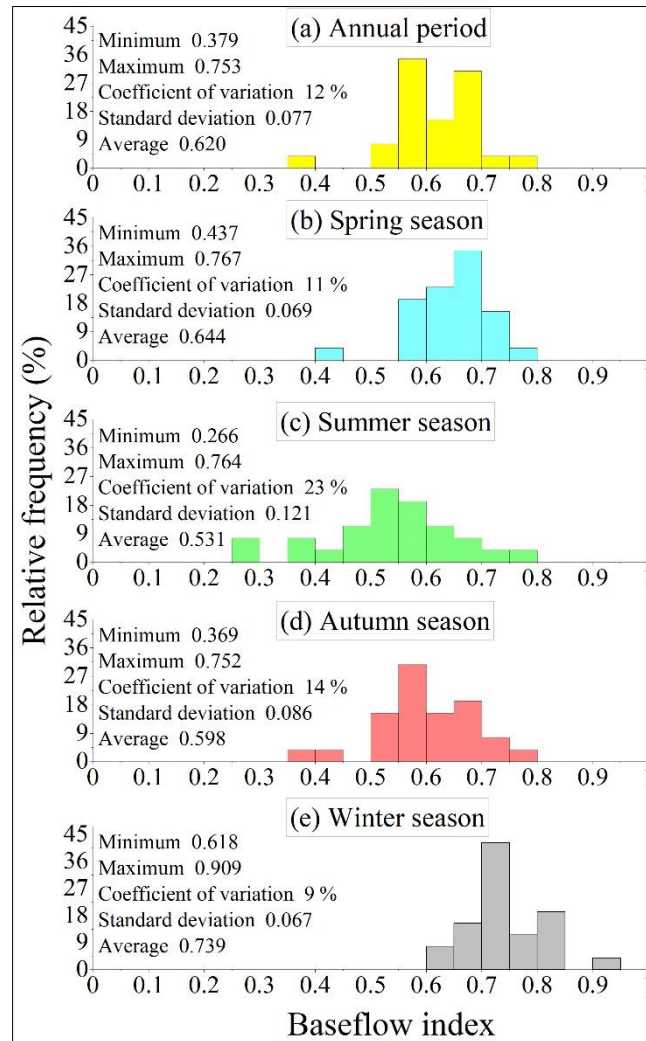 Relative frequency (%)
(a) Annual period
Minimum 0.379
Maximum 0.753
Coefficient of variation 12 %
Standard deviation 0.077
Average 0.620
45
36
27
18
9
0
0 0.1 0.2 0.3 0.4 0.5 0.6 0.7 0.8 0.9
(b) Spring season
Minimum 0.437
Maximum 0.767
Coefficient of variation 11 %
Standard deviation 0.069
Average 0.644
45
36
27
18
9
0
0 0.1 0.2 0.3 0.4 0.5 0.6 0.7 0.8 0.9
(c) Summer season
Minimum 0.266
Maximum 0.764
Coefficient of variation 23 %
Standard deviation 0.121
Average 0.531
45
36
27
18
9
0
0 0.1 0.2 0.3 0.4 0.5 0.6 0.7 0.8 0.9
(d) Autumn season
Minimum 0.369
Maximum 0.752
Coefficient of variation 14 %
Standard deviation 0.086
Average 0.598
45
36
27
18
9
0
0 0.1 0.2 0.3 0.4 0.5 0.6 0.7 0.8 0.9
(e) Winter season
Minimum 0.618
Maximum 0.909
Coefficient of variation 9 %
Standard deviation 0.067
Average 0.739
45
36
27
18
9
0
0 0.1 0.2 0.3 0.4 0.5 0.6 0.7 0.8 0.9
Baseflow index